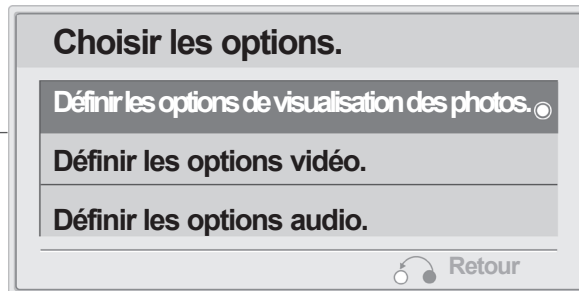 Choisir les options.
Définir les options de visualisation des photos.
Définir les options vidéo.
Définir les options audio.
Retour